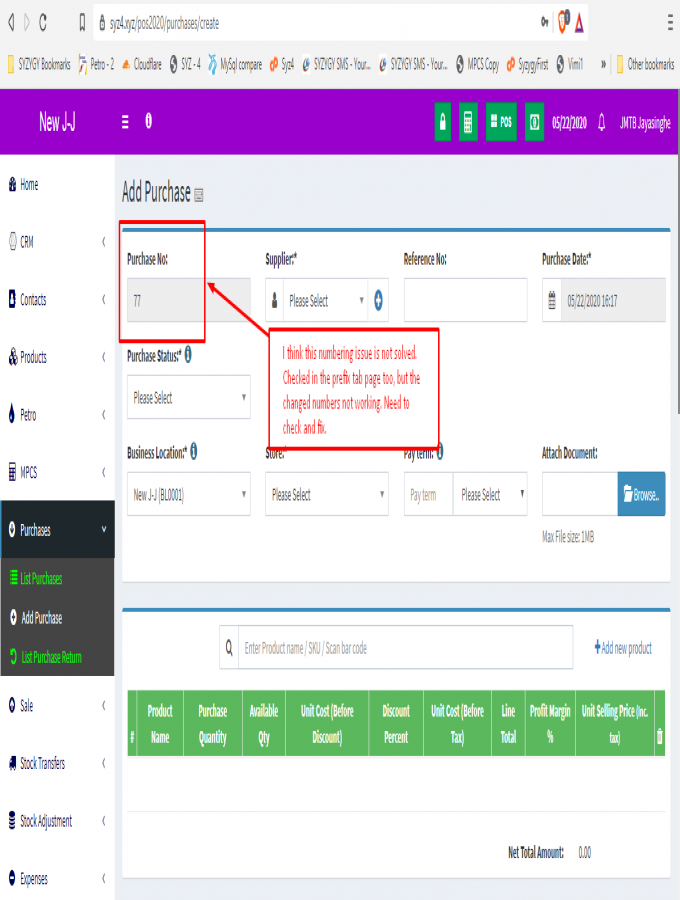 syz4.xyz/pos2020/purchases/create
SYZYGY Bookmarks Petro - 2 Cloudflare SYZ - 4 MySql compare Syz4 SYZYGY SMS - Your... SYZYGY SMS - Your... MPCS Copy SyzygyFirst Vimi1 » Other bookmarks
New J-J POS 05/22/2020 JMTB Jayasinghe
Home
CRM
Contacts
Products
Petro
MPCS
Purchases
List Purchases
Add Purchase
List Purchase Return
Sale
Stock Transfers
Stock Adjustment
Expenses
Add Purchase
Purchase No: Supplier:* Reference No: Purchase Date:*
77 Please Select 05/22/2020 16:17
I think this numbering issue is not solved.
Checked in the prefix tab page too, but the
changed numbers not working. Need to
check and fix.
Purchase Status:*
Please Select
Business Location:* Store:* Pay term: Attach Document:
New J-J (BL0001) Please Select Pay term Please Select Browse..
Max File size: 1MB
Enter Product name / SKU / Scan bar code Add new product
# Product Name Purchase Quantity Available Qty Unit Cost (Before Discount) Discount Percent Unit Cost (Before Tax) Line Total Profit Margin % Unit Selling Price (Inc. tax)
Net Total Amount: 0.00